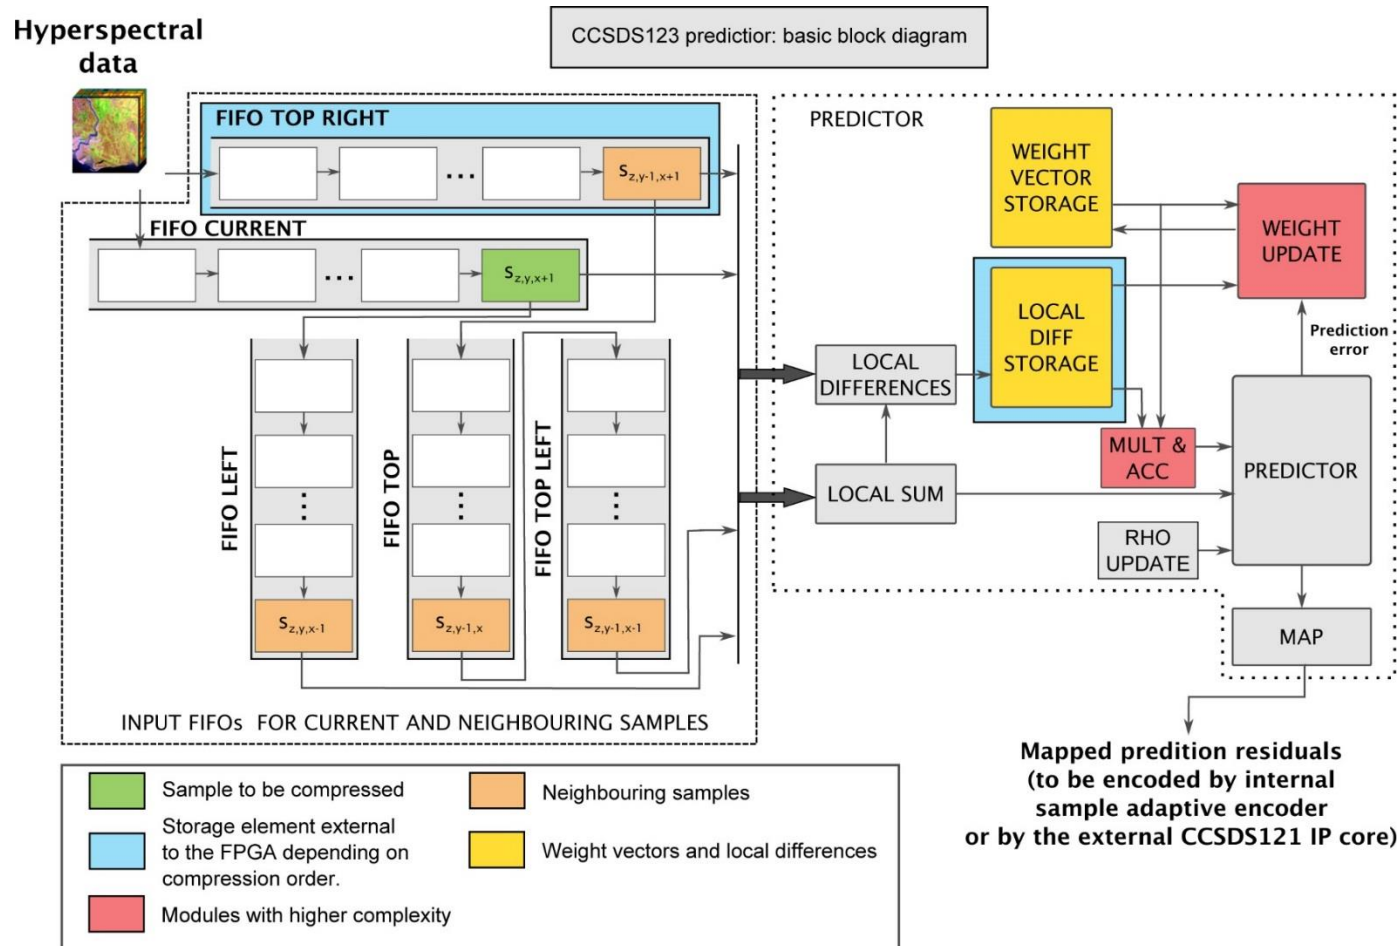 CCSDS123 predictior: basic block diagram
Hyperspectral
data
FIFO TOP RIGHT
...
Sz,y-1,x+1
FIFO CURRENT
...
Sz,y,x+1
FIFO LEFT
Sz,y,x-1
FIFO TOP
Sz,y-1,x
FIFO TOP LEFT
Sz,y-1,x-1
INPUT FIFOs FOR CURRENT AND NEIGHBOURING SAMPLES
PREDICTOR
WEIGHT
VECTOR
STORAGE
WEIGHT
UPDATE
LOCAL
DIFF
STORAGE
Prediction
error
LOCAL
DIFFERENCES
MULT &
ACC
PREDICTOR
LOCAL SUM
RHO
UPDATE
MAP
Mapped predition residuals
(to be encoded by internal
sample adaptive encoder
or by the external CCSDS121 IP core)
Sample to be compressed
Storage element external
to the FPGA depending on
compression order.
Modules with higher complexity
Neighbouring samples
Weight vectors and local differences